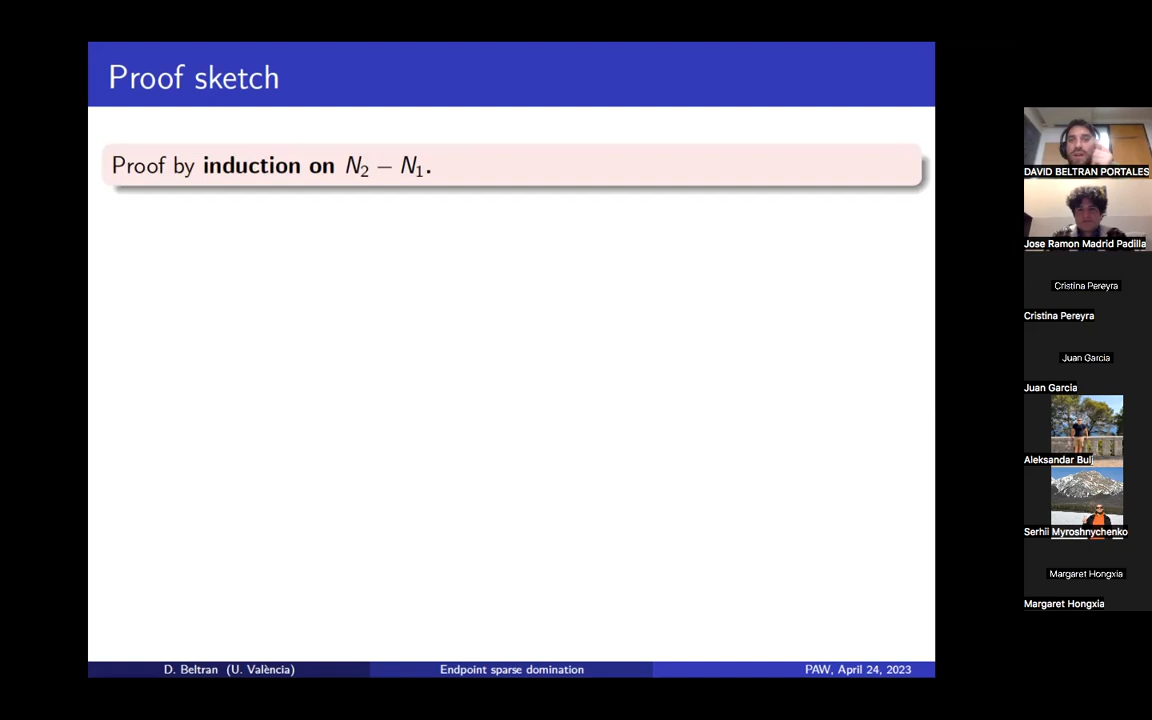 Proof sketch
Proof by induction on N₂ − N₁.
D. Beltran (U. València)
Endpoint sparse domination
PAW, April 24, 2023
DAVID BELTRAN PORTALES
Jose Ramon Madrid Padilla
Cristina Pereyra
Cristina Pereyra
Juan Garcia
Juan Garcia
Aleksandar Bulj
Serhii Myroshnychenko
Margaret Hongxia
Margaret Hongxia